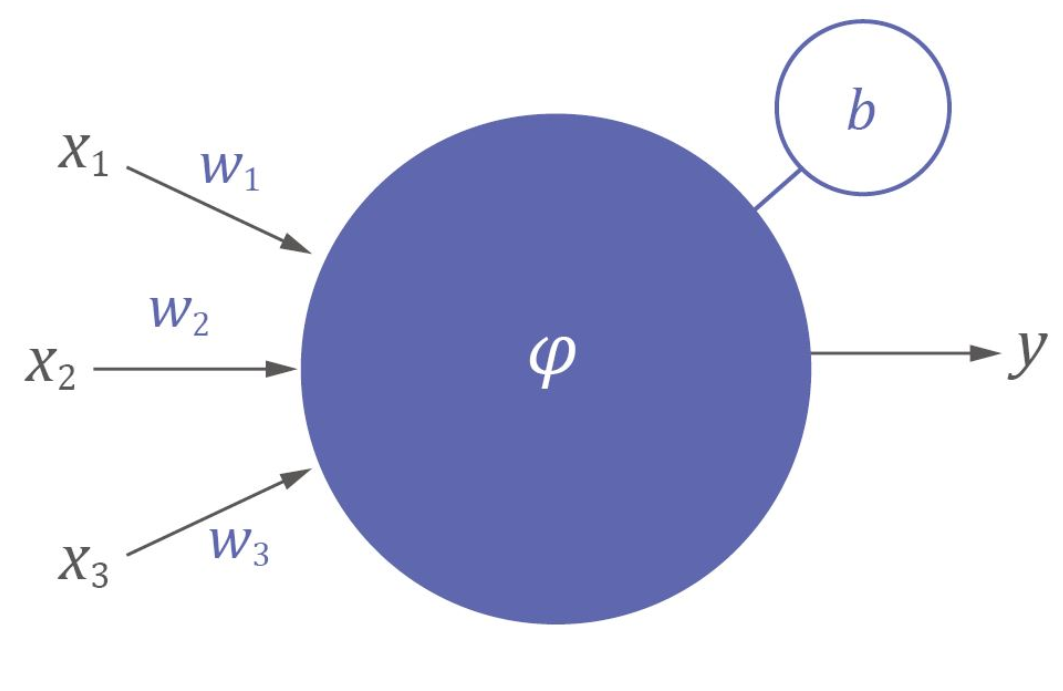 b
x₁
w₁
w₂
x₂
φ
y
w₃
x₃